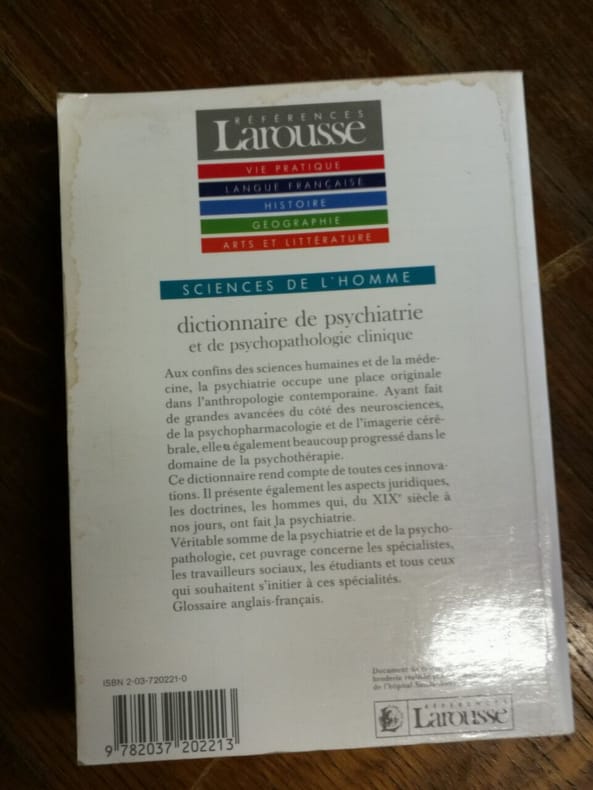 RÉFÉRENCES
Larousse
VIE PRATIQUE
LANGUE FRANÇAISE
HISTOIRE
GÉOGRAPHIE
ARTS ET LITTÉRATURE
SCIENCES DE L'HOMME
dictionnaire de psychiatrie
et de psychopathologie clinique
Aux confins des sciences humaines et de la méde-
cine, la psychiatrie occupe une place originale
dans l'anthropologie contemporaine. Ayant fait
de grandes avancées du côté des neurosciences,
de la psychopharmacologie et de l'imagerie céré-
brale, elle a également beaucoup progressé dans le
domaine de la psychothérapie.
Ce dictionnaire rend compte de toutes ces innova-
tions. Il présente également les aspects juridiques,
les doctrines, les hommes qui, du XIXe siècle à
nos jours, ont fait la psychiatrie.
Véritable somme de la psychiatrie et de la psycho-
pathologie, cet ouvrage concerne les spécialistes,
les travailleurs sociaux, les étudiants et tous ceux
qui souhaitent s'initier à ces spécialités.
Glossaire anglais-français.
ISBN 2-03-720221-0
Document de
broderie
de l'hôpital
RÉFÉRENCES
Larousse
9 782037 202213